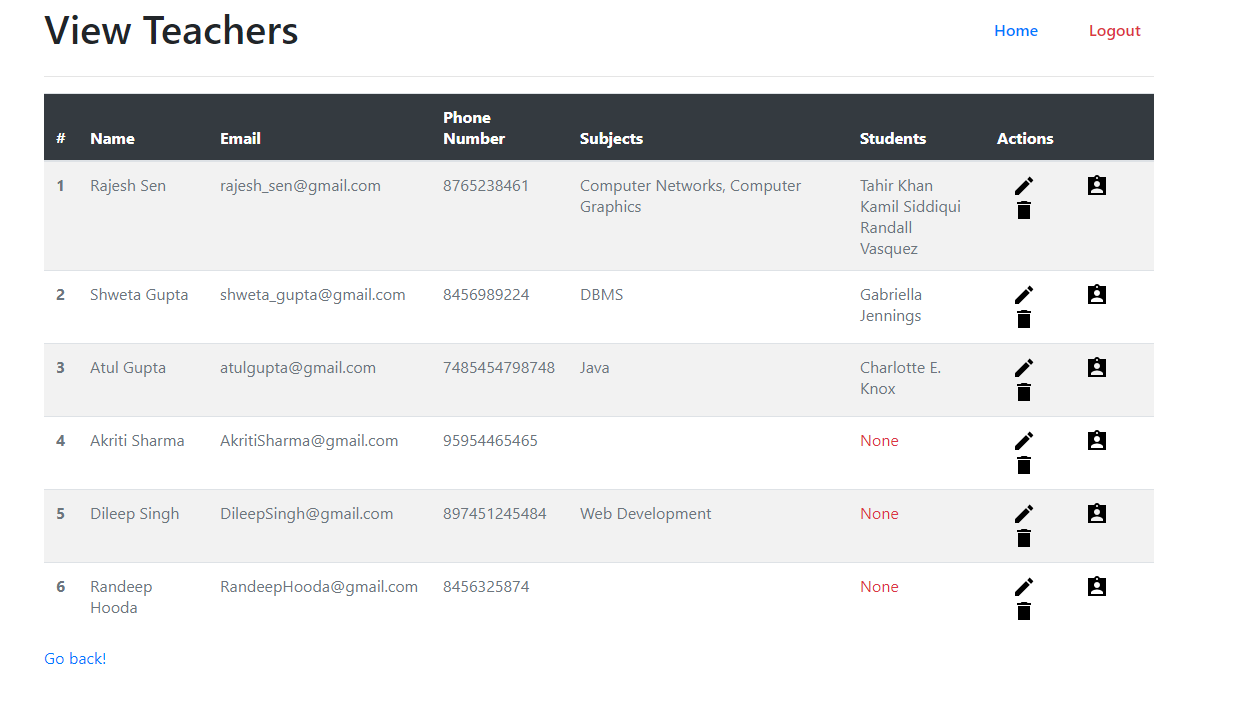 View Teachers
Home Logout
Phone
# Name Email Number Subjects Students Actions
1 Rajesh Sen rajesh_sen@gmail.com 8765238461 Computer Networks, Computer Tahir Khan
Graphics Kamil Siddiqui
Randall
Vasquez
2 Shweta Gupta shweta_gupta@gmail.com 8456989224 DBMS Gabriella
Jennings
3 Atul Gupta atulgupta@gmail.com 7485454798748 Java Charlotte E.
Knox
4 Akriti Sharma AkritiSharma@gmail.com 95954465465 None
5 Dileep Singh DileepSingh@gmail.com 897451245484 Web Development None
6 Randeep RandeepHooda@gmail.com 8456325874 None
Hooda
Go back!